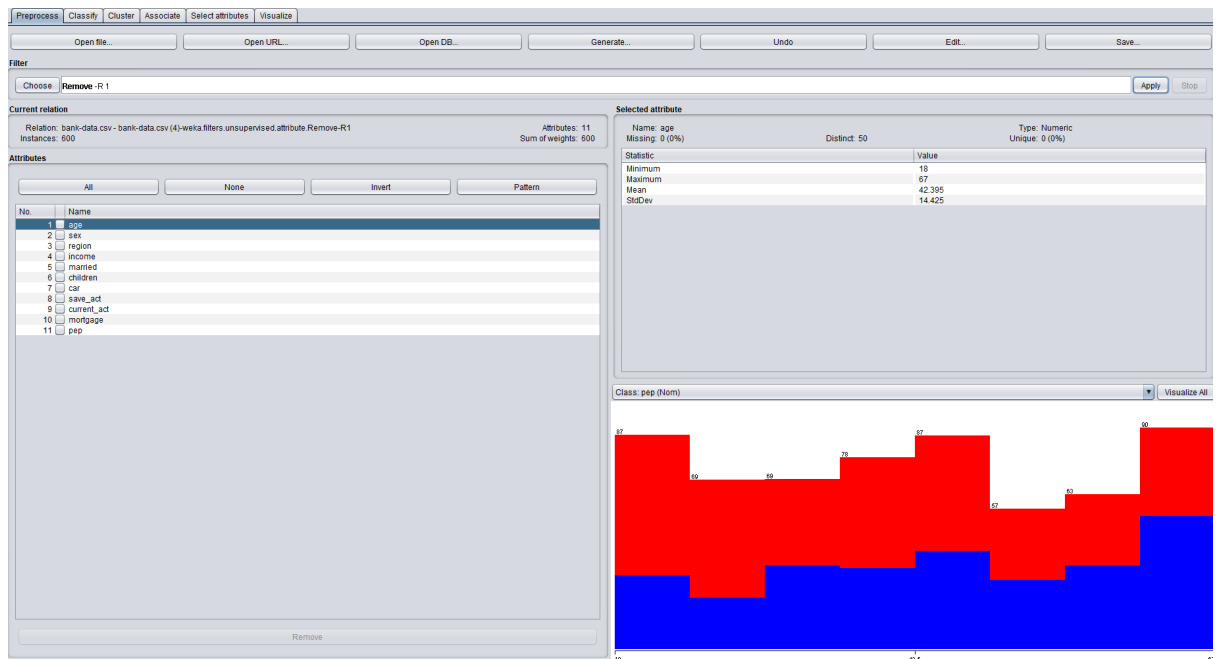 Preprocess Classify Cluster Associate Select attributes Visualize
Open file... Open URL... Open DB... Generate... Undo Edit... Save...
Filter
Choose Remove -R 1 Apply Stop
Current relation
Relation: bank-data.csv - bank-data.csv (4)-weka.filters.unsupervised.attribute.Remove-R1 Attributes: 11
Instances: 600 Sum of weights: 600
Attributes
All None Invert Pattern
No. Name
1 age
2 sex
3 region
4 income
5 married
6 children
7 car
8 save_act
9 current_act
10 mortgage
11 pep
Remove
Selected attribute
Name: age Type: Numeric
Missing: 0 (0%) Distinct: 50 Unique: 0 (0%)
Statistic Value
Minimum 18
Maximum 67
Mean 42.395
StdDev 14.425
Class: pep (Nom) Visualize All
87 69 69 78 87 57 63 90